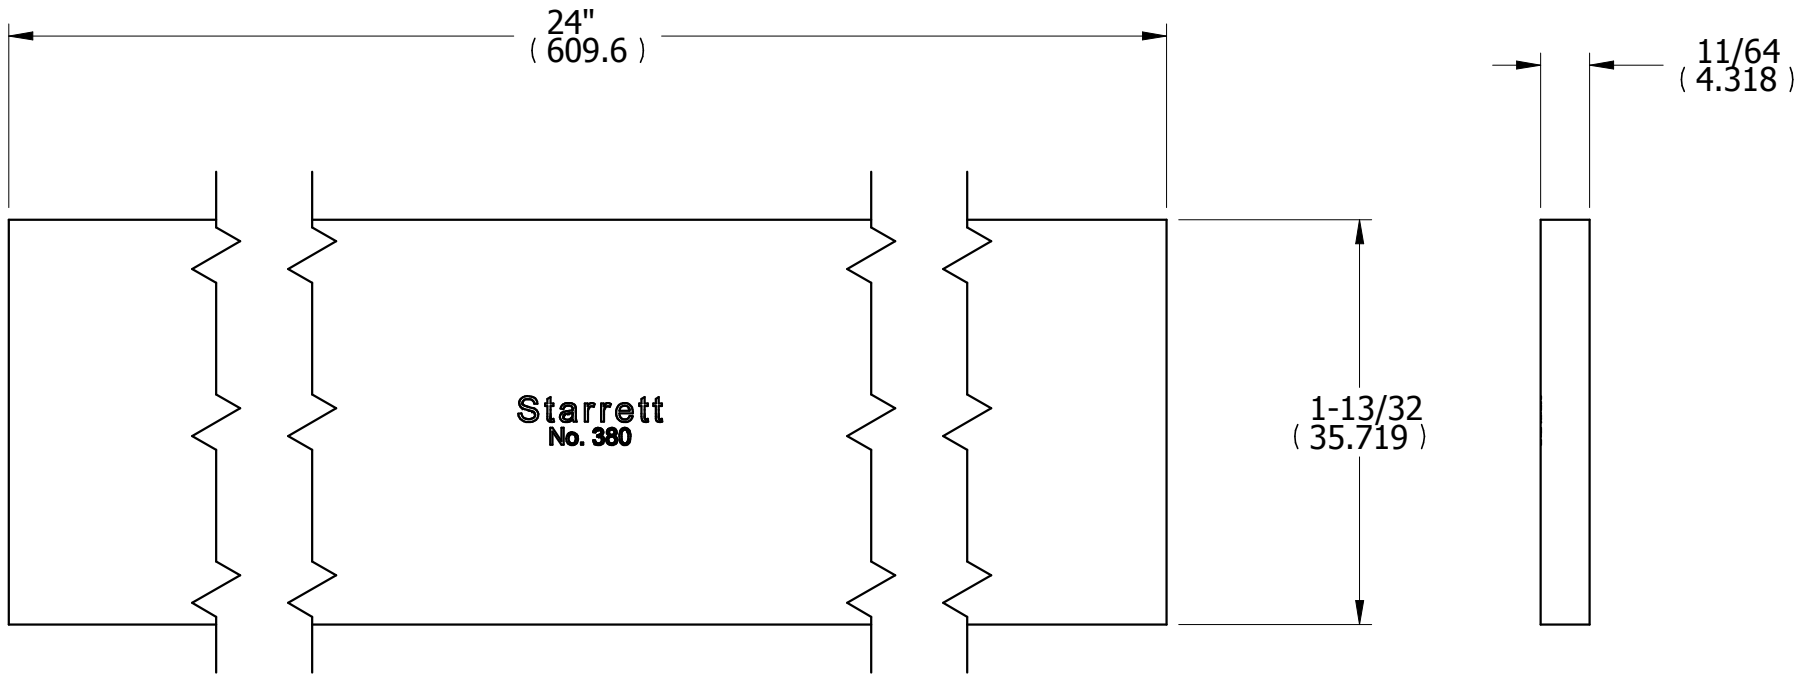 24"
( 609.6 )
11/64
( 4.318 )
Starrett
No. 380
1-13/32
( 35.719 )